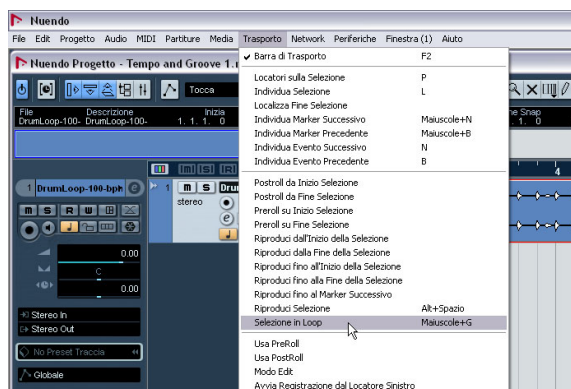 Nuendo
File Edit Progetto Audio MIDI Partiture Media Trasporto Network Periferiche Finestra (1) Aiuto
Nuendo Progetto - Tempo and Groove 1.
Tocca
File Descrizione Inizia Snap
DrumLoop-100- DrumLoop-100- 1. 1. 1. 0 . 1. 0
✓ Barra di Trasporto F2
Locatori sulla Selezione P
Individua Selezione L
Localizza Fine Selezione
Individua Marker Successivo Maiuscole+N
Individua Marker Precedente Maiuscole+B
Individua Evento Successivo N
Individua Evento Precedente B
Postroll da Inizio Selezione
Postroll da Fine Selezione
Preroll su Inizio Selezione
Preroll su Fine Selezione
Riproduci dall'Inizio della Selezione
Riproduci dalla Fine della Selezione
Riproduci fino all'Inizio della Selezione
Riproduci fino alla Fine della Selezione
Riproduci fino al Marker Successivo
Riproduci Selezione Alt+Spazio
Selezione in Loop Maiuscole+G
Usa PreRoll
Usa PostRoll
Modo Edit
Avvia Registrazione dal Locatore Sinistro
4
1 DrumLoop-100-bph e
m S R W
0.00
C
0.00
Stereo In
Stereo Out
No Preset Traccia
Globale
M S R
1 m S Dru
stereo
e